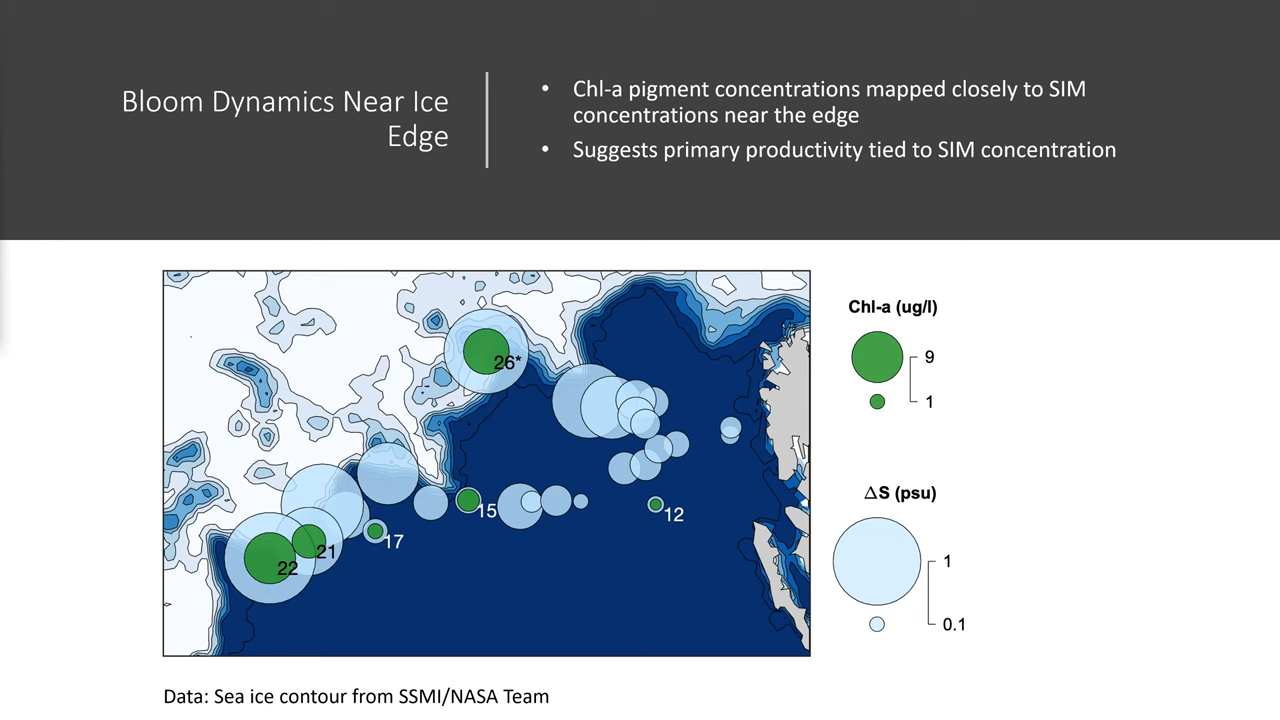 Bloom Dynamics Near Ice
Edge
• Chl-a pigment concentrations mapped closely to SIM
concentrations near the edge
• Suggests primary productivity tied to SIM concentration
26*
15
12
17
21
22
Chl-a (ug/l)
9
1
ΔS (psu)
1
0.1
Data: Sea ice contour from SSMI/NASA Team